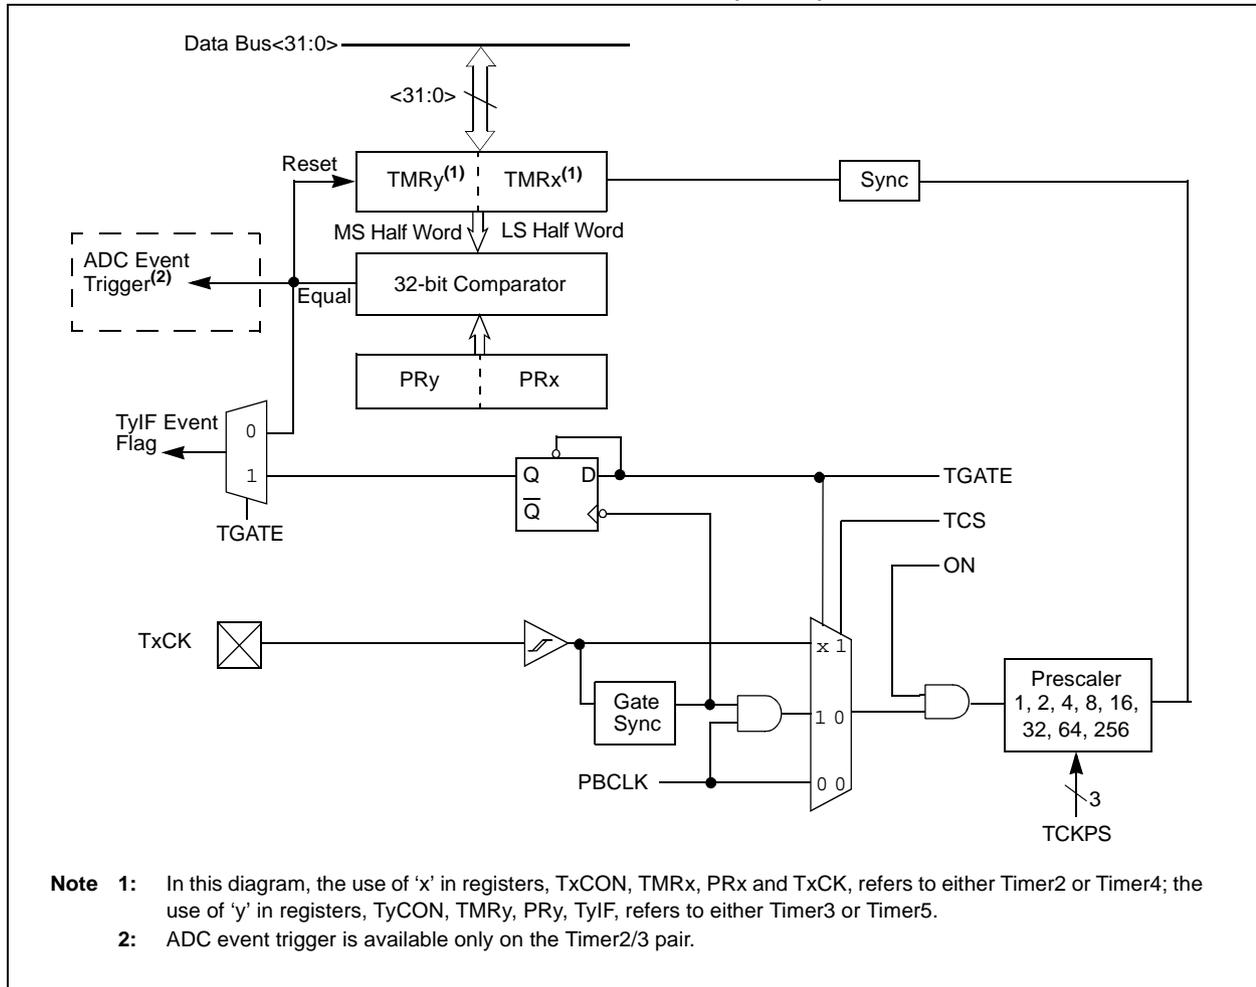 Data Bus<31:0>
<31:0>
Reset
TMRy(1)
TMRx(1)
Sync
MS Half Word
LS Half Word
ADC Event
Trigger(2)
Equal
32-bit Comparator
PRy
PRx
TyIF Event
Flag
0
1
TGATE
Q
D
Q
TGATE
TCS
ON
TxCK
x 1
Gate
Sync
1 0
Prescaler
1, 2, 4, 8, 16,
32, 64, 256
PBCLK
0 0
3
TCKPS
Note 1: In this diagram, the use of ‘x’ in registers, TxCON, TMRx, PRx and TxCK, refers to either Timer2 or Timer4; the
use of ‘y’ in registers, TyCON, TMRy, PRy, TyIF, refers to either Timer3 or Timer5.
2: ADC event trigger is available only on the Timer2/3 pair.